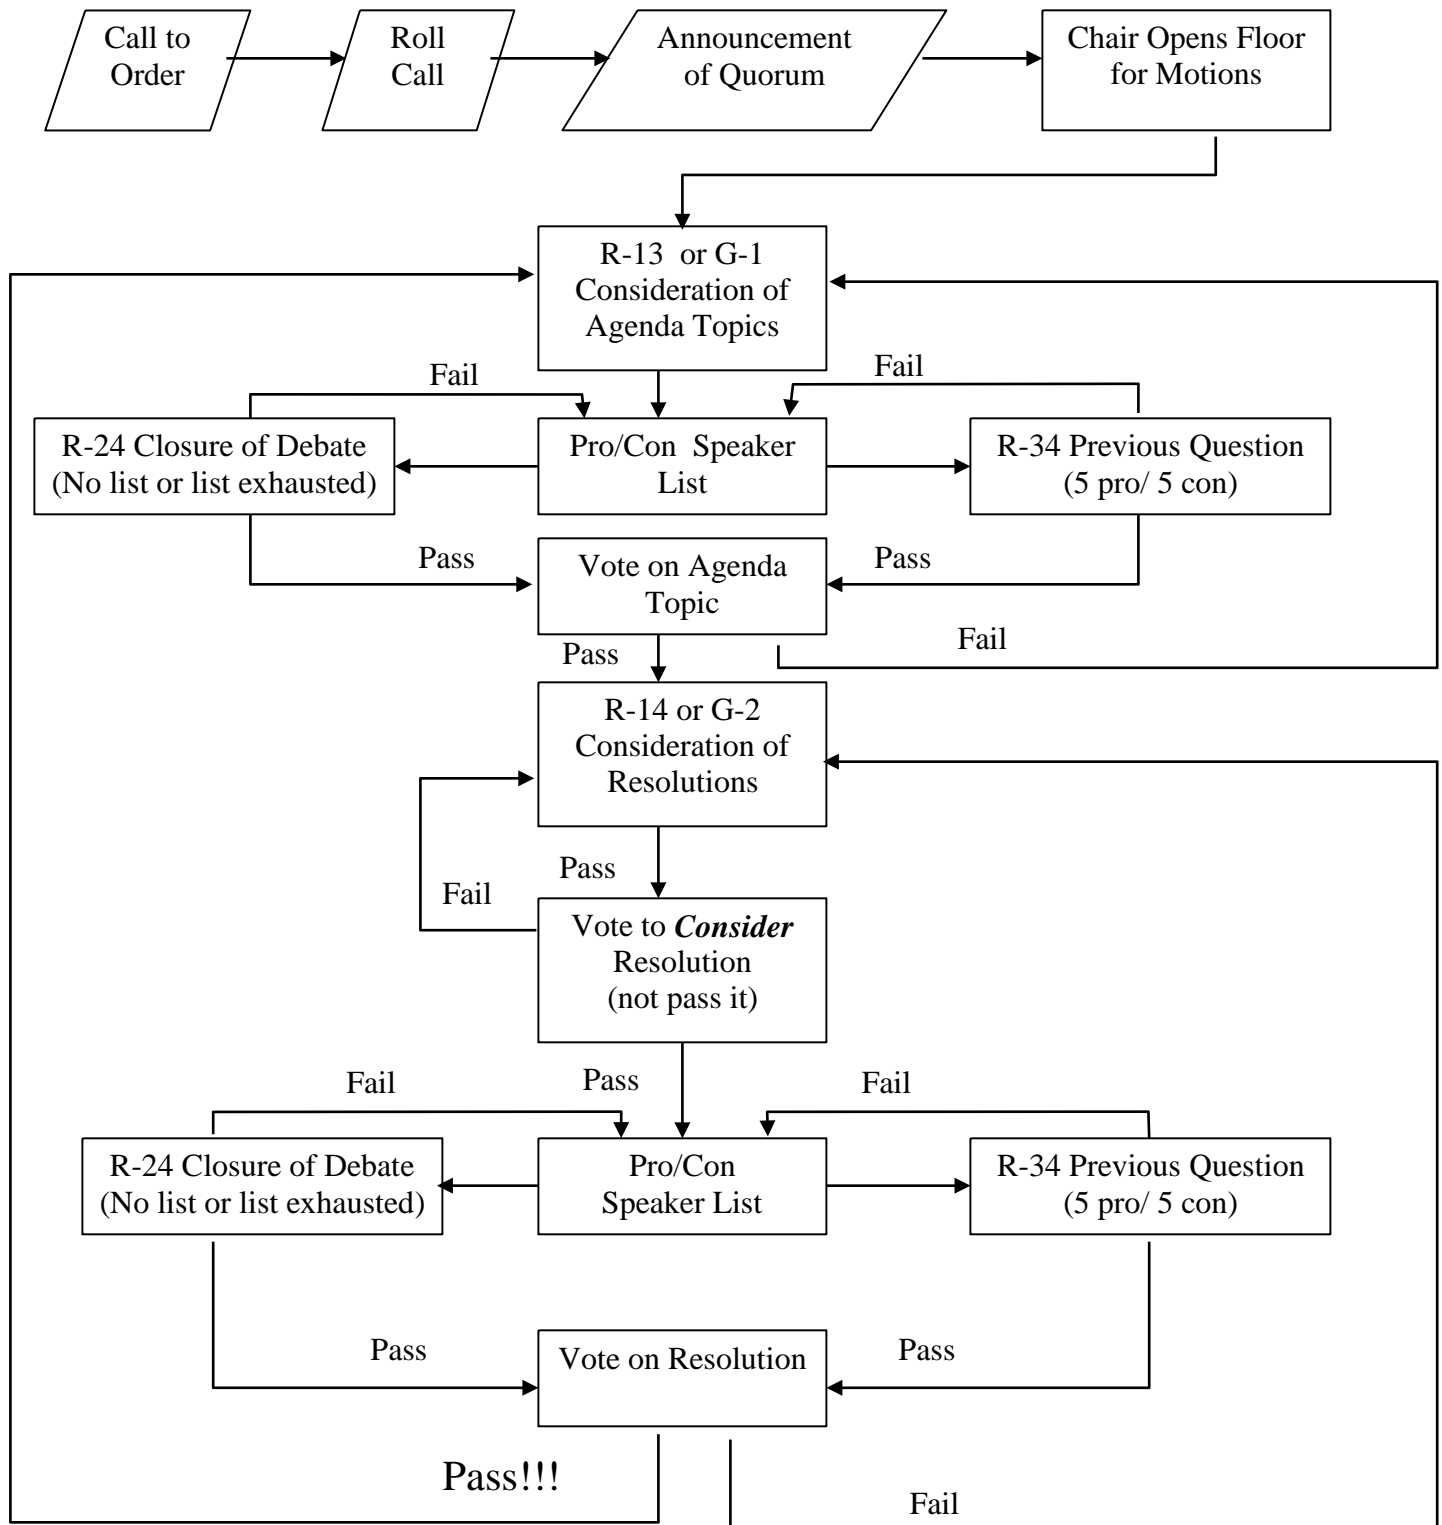 Call to
Order
Roll
Call
Announcement
of Quorum
Chair Opens Floor
for Motions
R-13 or G-1
Consideration of
Agenda Topics
Fail
Fail
R-24 Closure of Debate
(No list or list exhausted)
Pro/Con Speaker
List
R-34 Previous Question
(5 pro/ 5 con)
Pass
Vote on Agenda
Topic
Pass
Pass
Fail
R-14 or G-2
Consideration of
Resolutions
Pass
Fail
Vote to Consider
Resolution
(not pass it)
Fail
Pass
Fail
R-24 Closure of Debate
(No list or list exhausted)
Pro/Con
Speaker List
R-34 Previous Question
(5 pro/ 5 con)
Pass
Vote on Resolution
Pass
Pass!!!
Fail